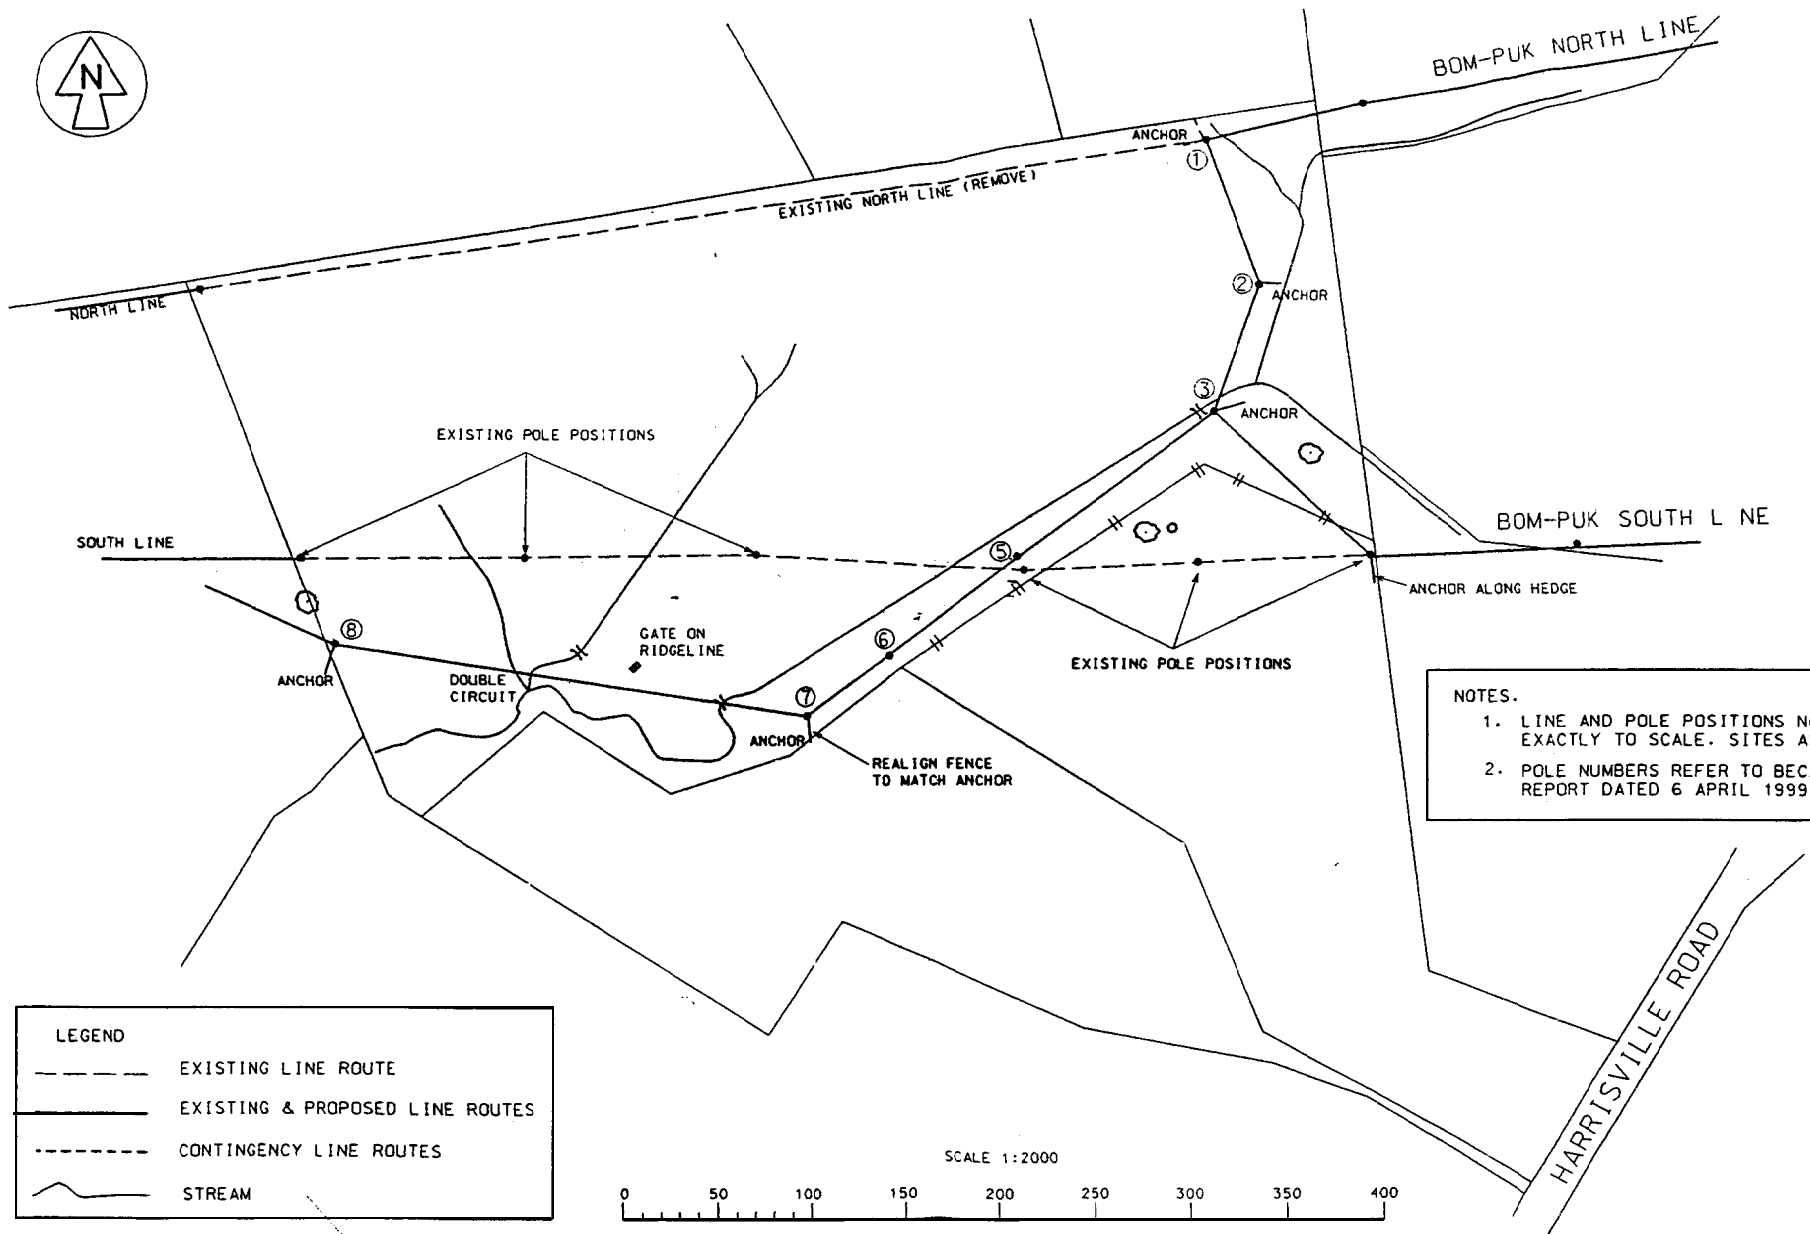 N
BOM-PUK NORTH LINE
ANCHOR
1
EXISTING NORTH LINE (REMOVE)
NORTH LINE
2
ANCHOR
3
ANCHOR
EXISTING POLE POSITIONS
SOUTH LINE
BOM-PUK SOUTH L NE
5
ANCHOR ALONG HEDGE
8
GATE ON
RIDGELINE
6
EXISTING POLE POSITIONS
ANCHOR
DOUBLE
CIRCUIT
7
ANCHOR
REALIGN FENCE
TO MATCH ANCHOR
NOTES.
1. LINE AND POLE POSITIONS
EXACTLY TO SCALE. SITES
2. POLE NUMBERS REFER TO
REPORT DATED 6 APRIL 1999
HARRISVILLE ROAD
LEGEND
EXISTING LINE ROUTE
EXISTING & PROPOSED LINE ROUTES
CONTINGENCY LINE ROUTES
STREAM
SCALE 1:2000
0 50 100 150 200 250 300 350 400